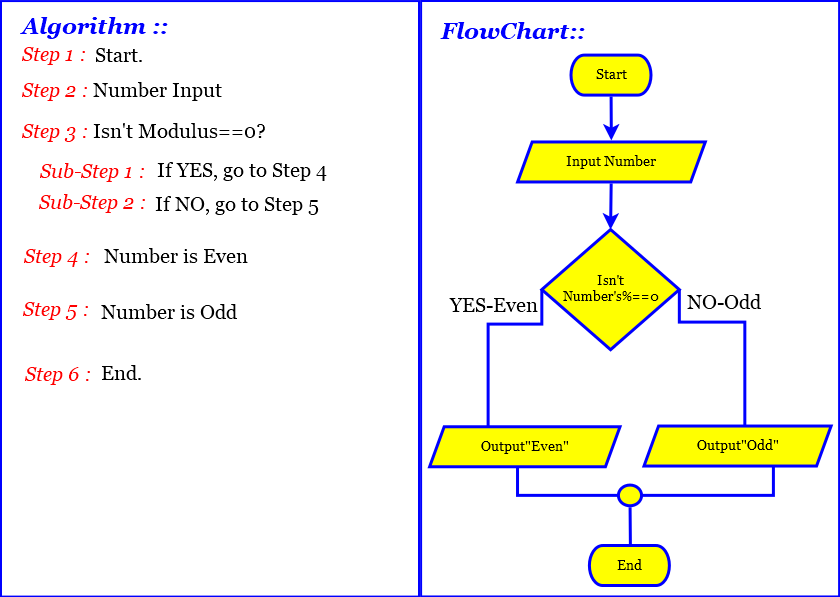 Algorithm ::
Step 1 : Start.
Step 2 : Number Input
Step 3 : Isn't Modulus==0?
Sub-Step 1 : If YES, go to Step 4
Sub-Step 2 : If NO, go to Step 5
Step 4 : Number is Even
Step 5 : Number is Odd
Step 6 : End.
FlowChart::
Start
Input Number
Isn't
Number's%==0
YES-Even
NO-Odd
Output"Even"
Output"Odd"
End